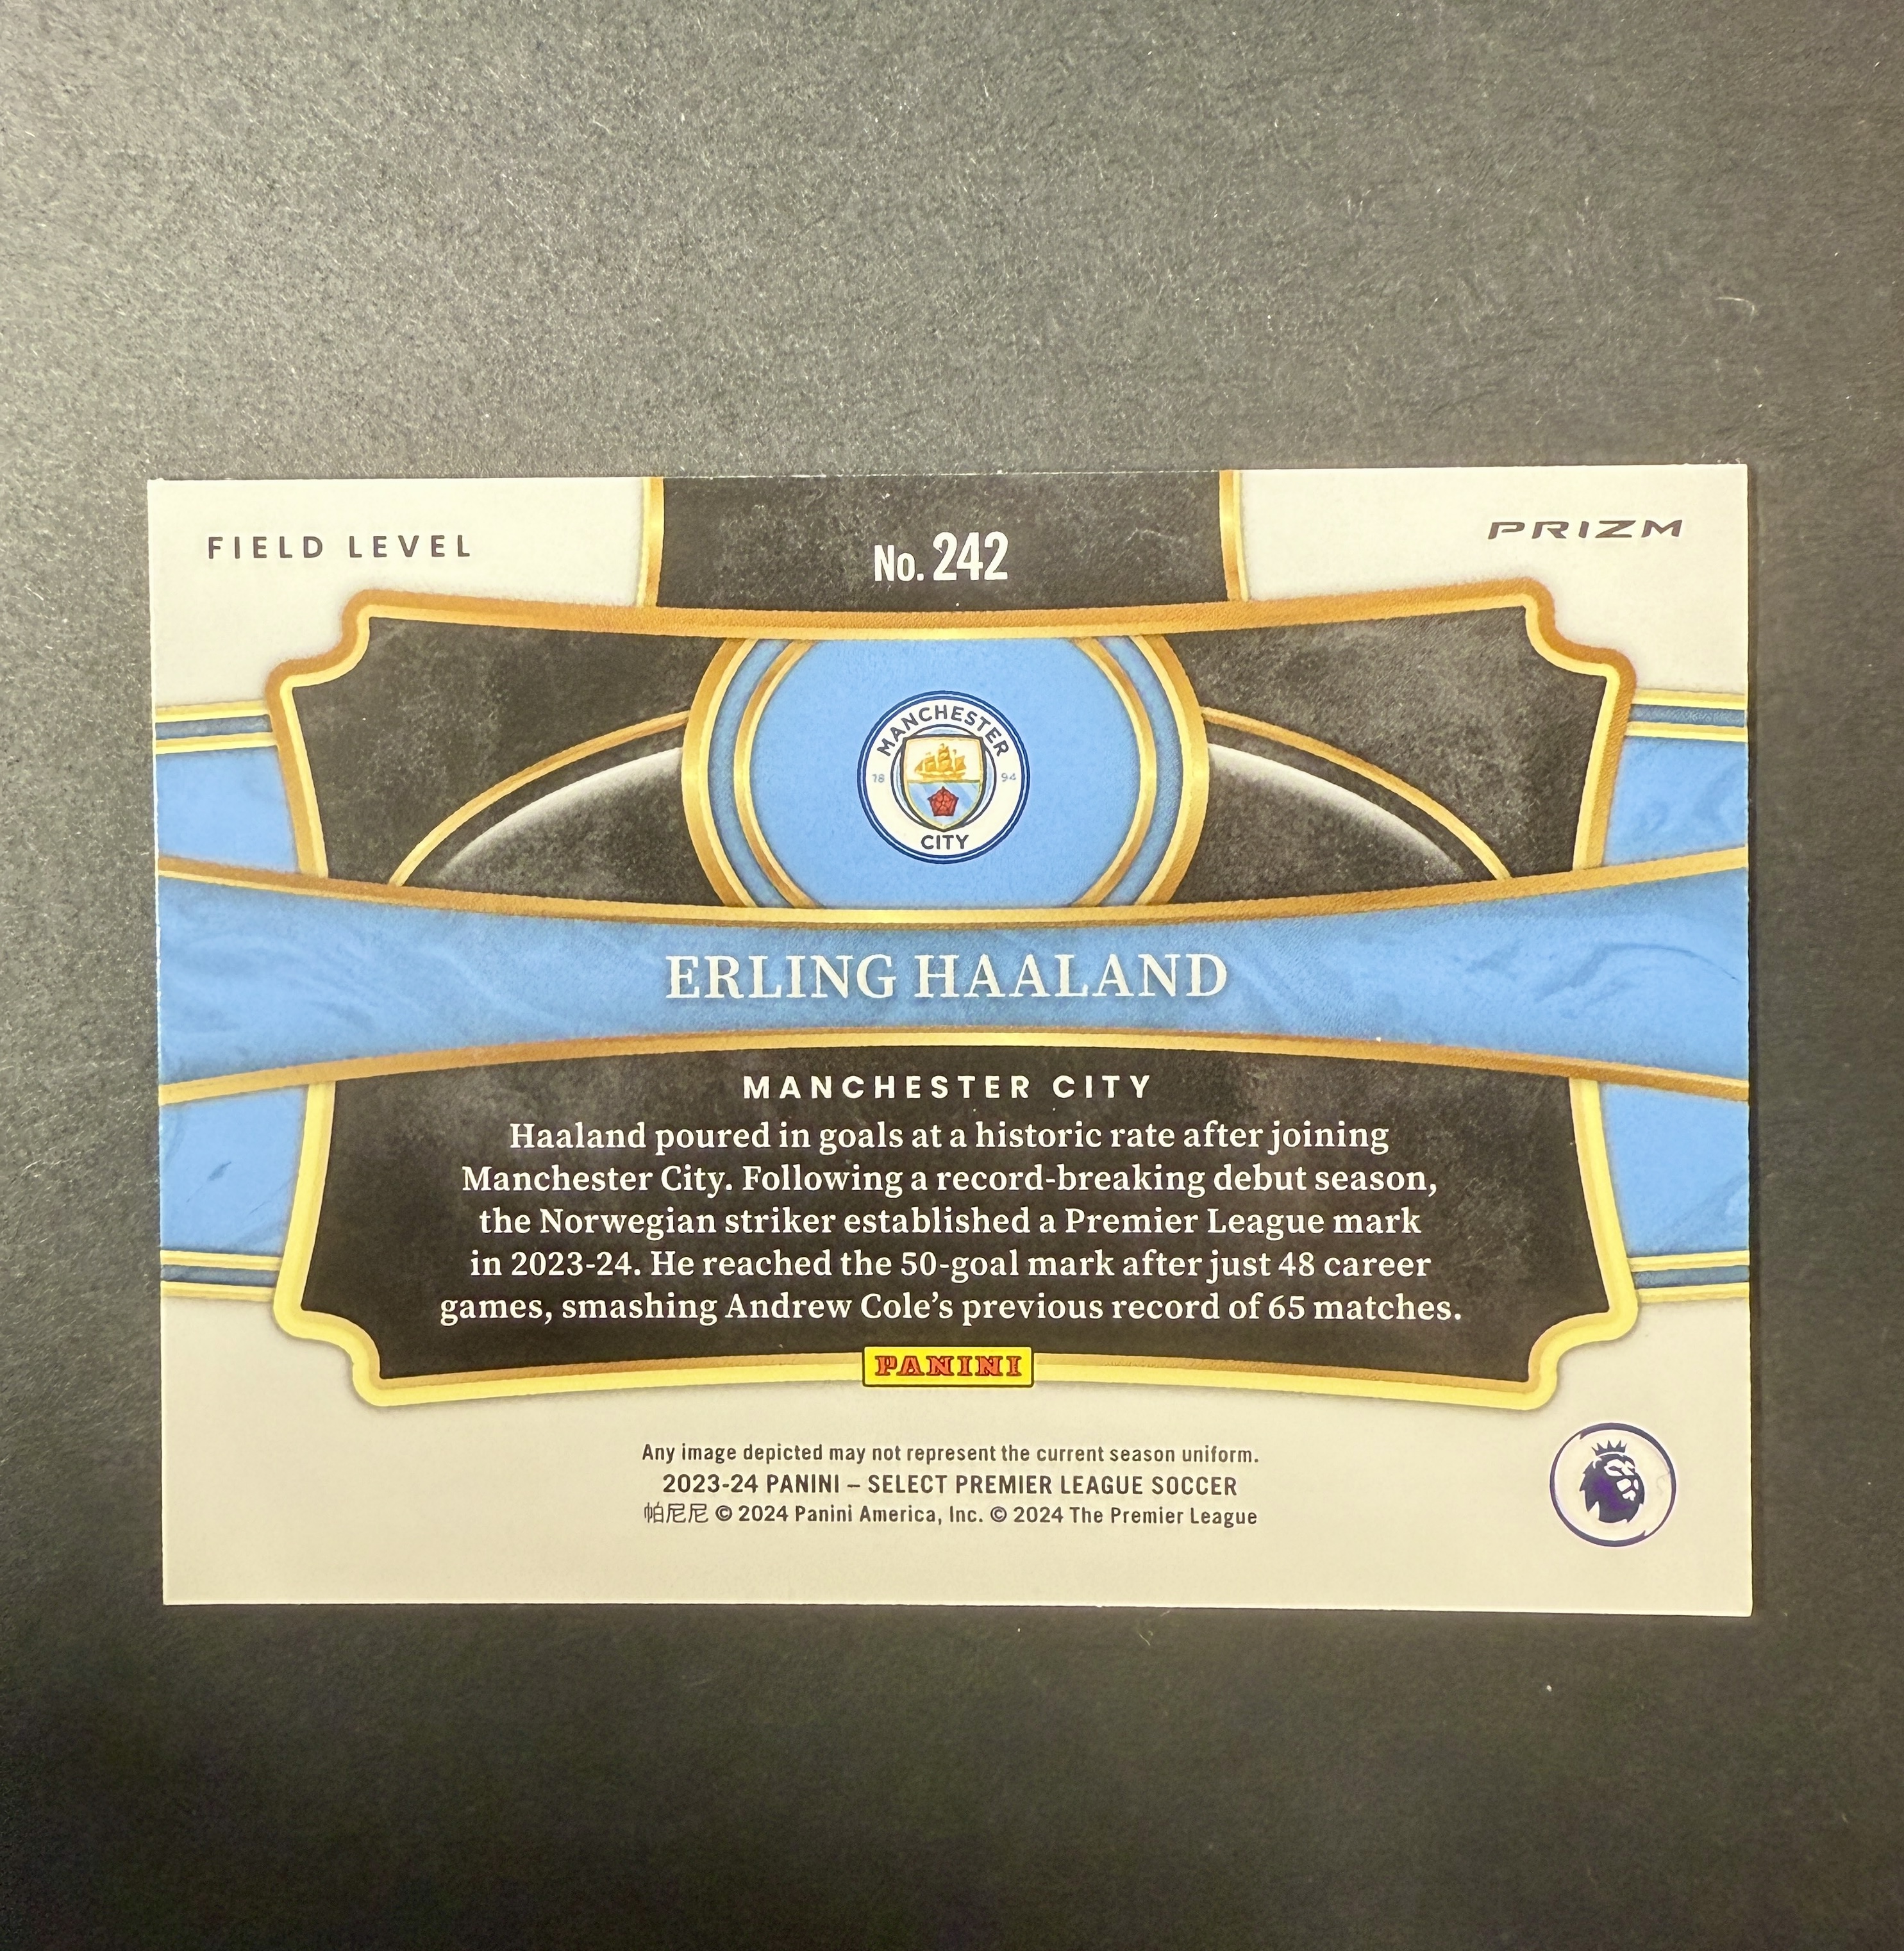 FIELD LEVEL
No. 242
PRIZM
MANCHESTER
18 94
CITY
ERLING HAALAND
MANCHESTER CITY
Haaland poured in goals at a historic rate after joining
Manchester City. Following a record-breaking debut season,
the Norwegian striker established a Premier League mark
in 2023-24. He reached the 50-goal mark after just 48 career
games, smashing Andrew Cole’s previous record of 65 matches.
PANINI
Any image depicted may not represent the current season uniform.
2023-24 PANINI – SELECT PREMIER LEAGUE SOCCER
帕尼尼 © 2024 Panini America, Inc. © 2024 The Premier League